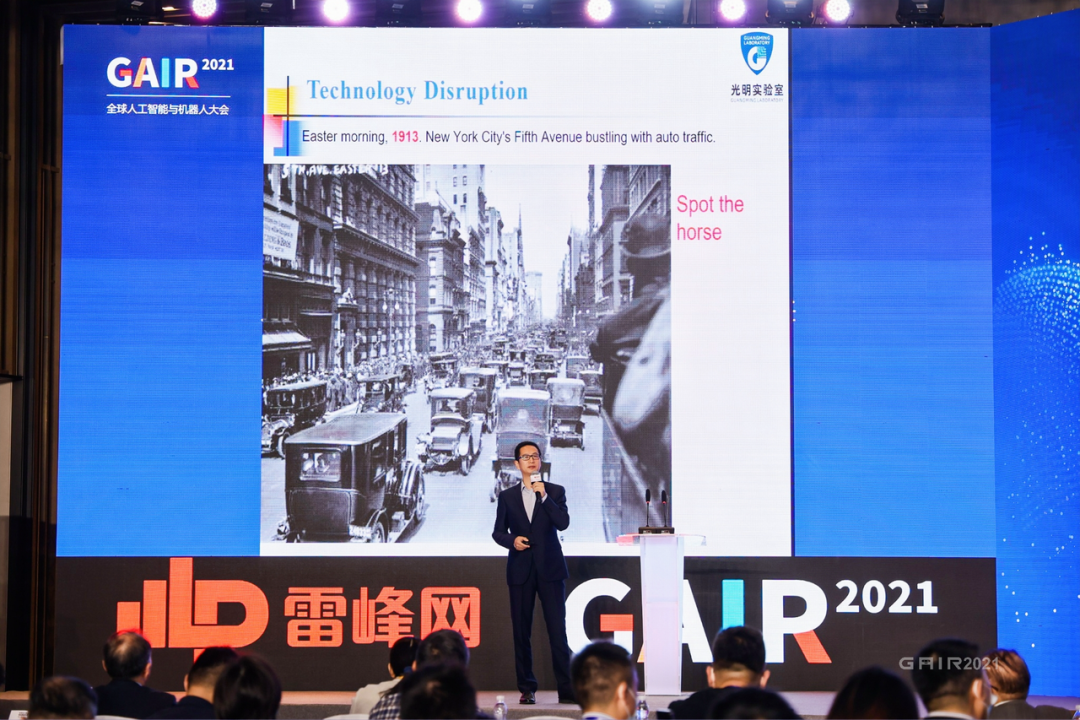 GAIR 2021
全球人工智能与机器人大会
GUANGMING
LABORATORY
光明实验室
GUANGMING LABORATORY
Technology Disruption
Easter morning, 1913. New York City's Fifth Avenue bustling with auto traffic.
5TH. AVE. EASTER 13
Spot the
horse
雷峰网
GAIR 2021
GAIR 2021